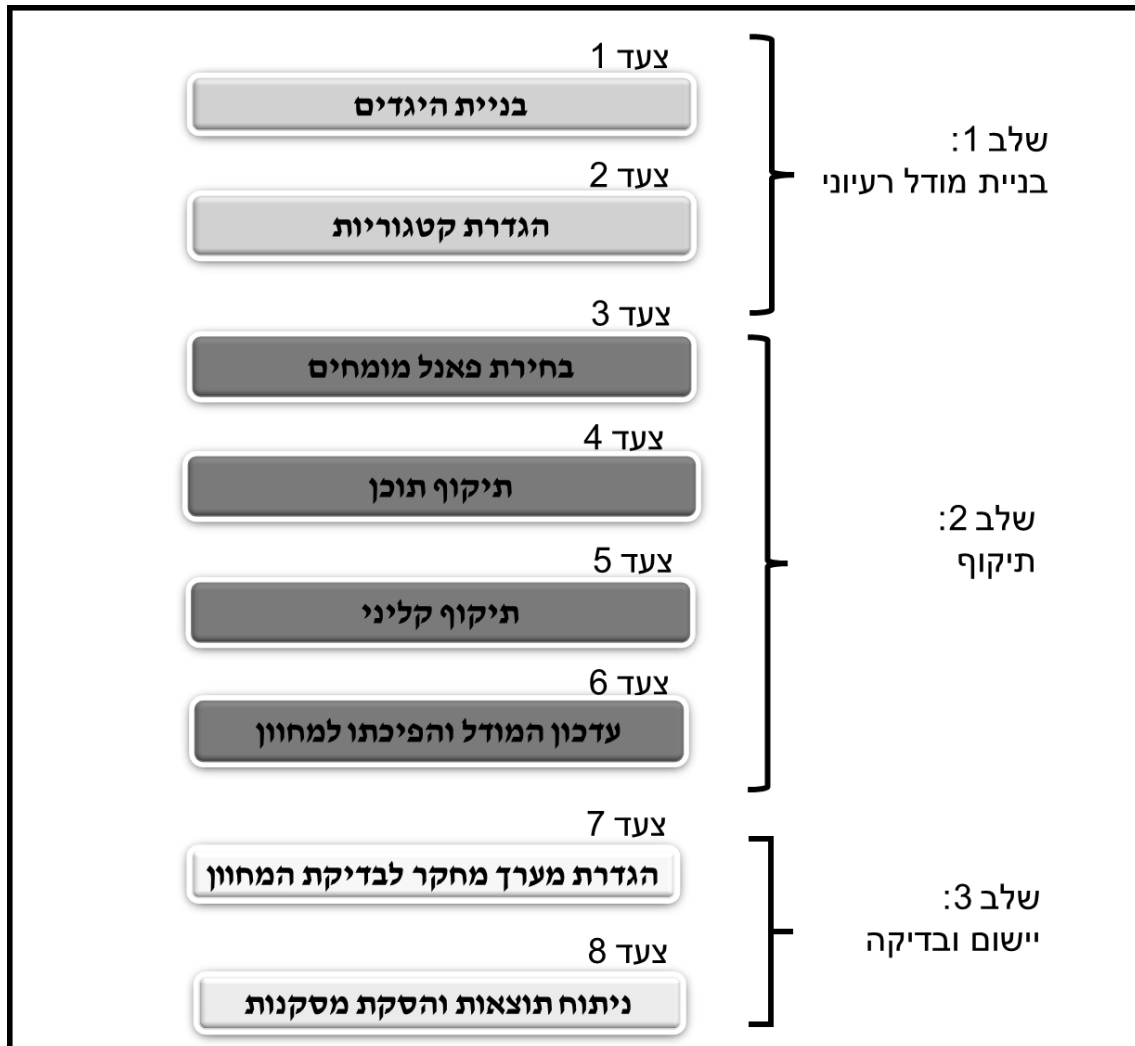 צעד 1
בניית היגדים
צעד 2
הגדרת קטגוריות
שלב 1:
בניית מודל רעיוני
צעד 3
בחירת פאנל מומחים
צעד 4
תיקוף תוכן
צעד 5
תיקוף קליני
צעד 6
עדכון המודל והפיכתו למחוון
שלב 2:
תיקוף
צעד 7
הגדרת מערך מחקר לבדיקת המחוון
צעד 8
ניתוח תוצאות והסקת מסקנות
שלב 3:
יישום ובדיקה